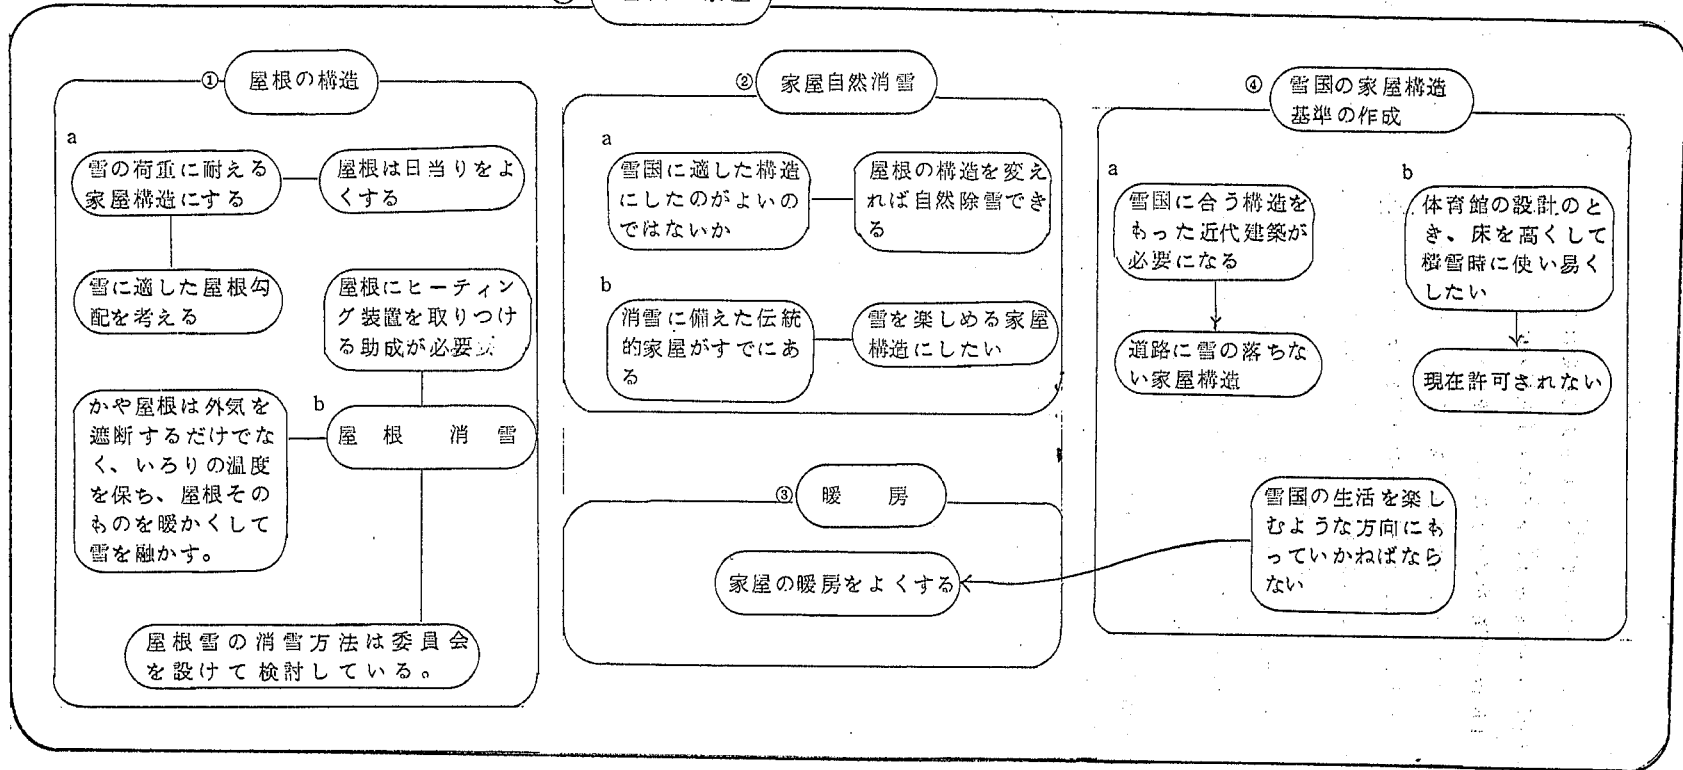 ① 屋根の構造
a
雪の荷重に耐える
家屋構造にする
屋根は日当りをよ
くする
雪に適した屋根勾
配を考える
屋根にヒーティン
グ装置を取りつけ
る助成が必要
b
屋根 消雪
かや屋根は外気を
遮断するだけでな
く、いろりの温度
を保ち、屋根その
ものを暖かくして
雪を融かす。
屋根雪の消雪方法は委員会
を設けて検討している。
② 家屋自然消雪
a
雪国に適した構造
にしたのがよいの
ではないか
屋根の構造を変え
れば自然除雪でき
る
b
消雪に備えた伝統
的家屋がすでにあ
る
雪を楽しめる家屋
構造にしたい
③ 暖房
家屋の暖房をよくする
④ 雪国の家屋構造
基準の作成
a
雪国に合う構造を
もった近代建築が
必要になる
道路に雪の落ちな
い家屋構造
b
体育館の設計のと
き、床を高くして
積雪時に使い易く
したい
現在許可されない
雪国の生活を楽し
むような方向にも
っていかねばなら
ない